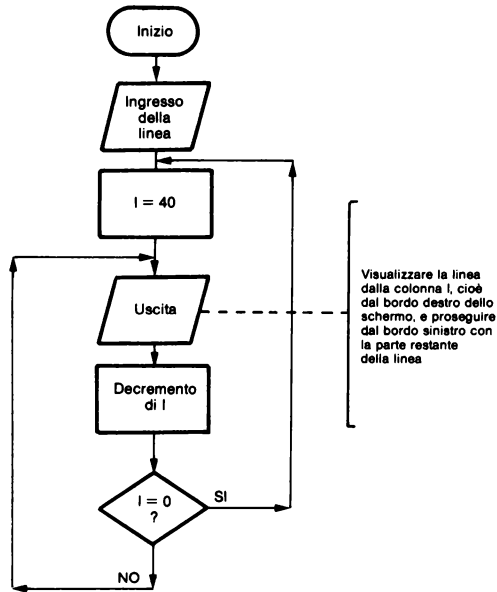 Inizio
Ingresso
della
linea
I = 40
Uscita
Visualizzare la linea
dalla colonna I, cioè
dal bordo destro dello
schermo, e proseguire
dal bordo sinistro con
la parte restante
della linea
Decremento
di I
I = 0
?
SI
NO